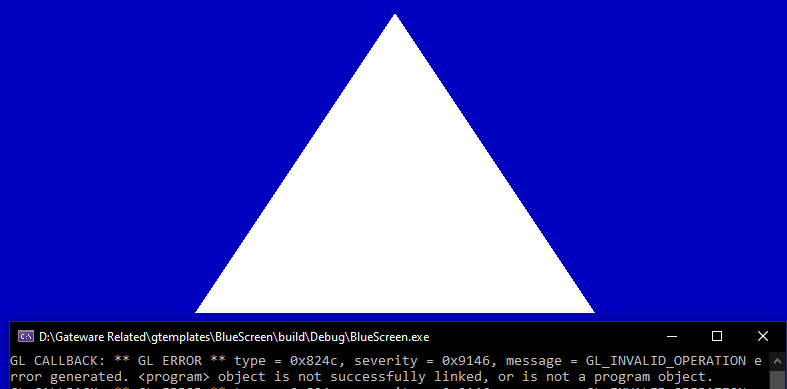 D:\Gateware Related\gtemplates\BlueScreen\build\Debug\BlueScreen.exe
GL CALLBACK: ** GL ERROR ** type = 0x824c, severity = 0x9146, message = GL_INVALID_OPERATION e
rror generated. <program> object is not successfully linked, or is not a program object.